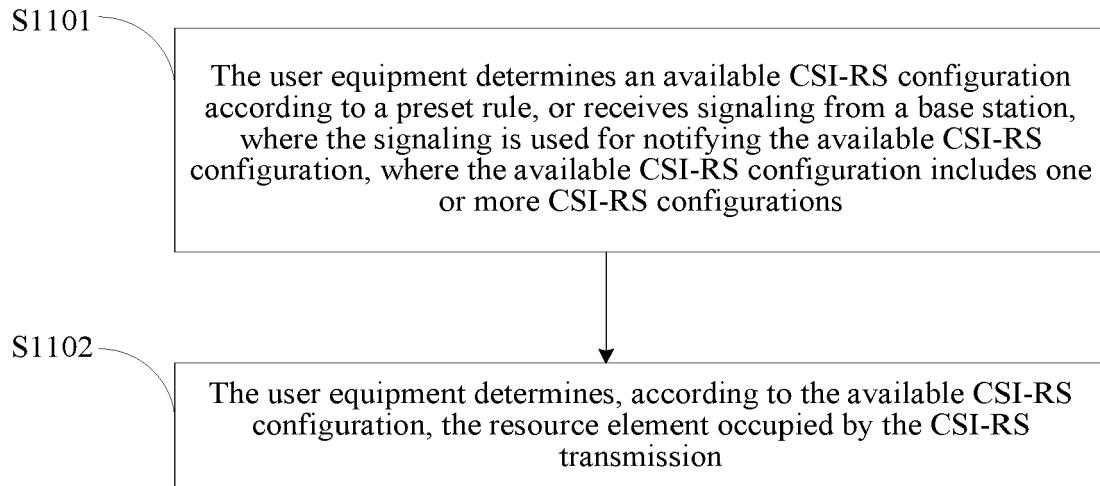 S1101
The user equipment determines an available CSI-RS configuration
according to a preset rule, or receives signaling from a base station,
where the signaling is used for notifying the available CSI-RS
configuration, where the available CSI-RS configuration includes one
or more CSI-RS configurations
S1102
The user equipment determines, according to the available CSI-RS
configuration, the resource element occupied by the CSI-RS
transmission